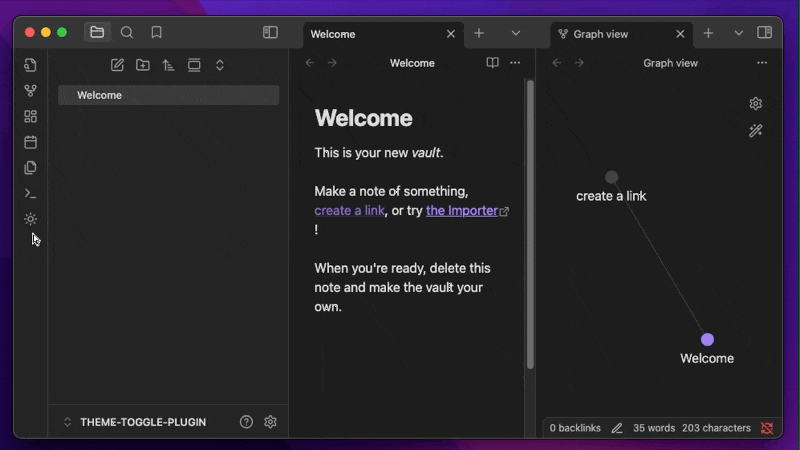 Welcome
Graph view
Welcome
Graph view
Welcome
Welcome
This is your new vault.
Make a note of something,
create a link, or try the Importer
!
When you're ready, delete this
note and make the vault your
own.
create a link
Welcome
THEME-TOGGLE-PLUGIN
0 backlinks
35 words
203 characters